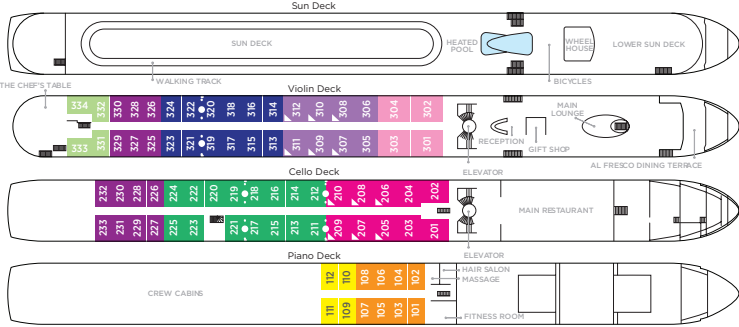 Sun Deck
SUN DECK
HEATED
POOL
WHEEL
HOUSE
LOWER SUN DECK
WALKING TRACK
BICYCLES
THE CHEF'S TABLE
Violin Deck
334 332 330 328 326 324 322 320 318 316 314 312 310 308 306 304 302
333 331 329 327 325 323 321 319 317 315 313 311 309 307 305 303 301
MAIN
LOUNGE
RECEPTION
GIFT SHOP
AL FRESCO DINING TERRACE
ELEVATOR
Cello Deck
232 230 228 226 224 222 220 219 218 216 214 212 210 208 206 204 202
233 231 229 227 225 223 221 217 215 213 211 209 207 205 203 201
MAIN RESTAURANT
ELEVATOR
Piano Deck
HAIR SALON
MASSAGE
CREW CABINS
112 110 108 106 104 102
111 109 107 105 103 101
FITNESS ROOM